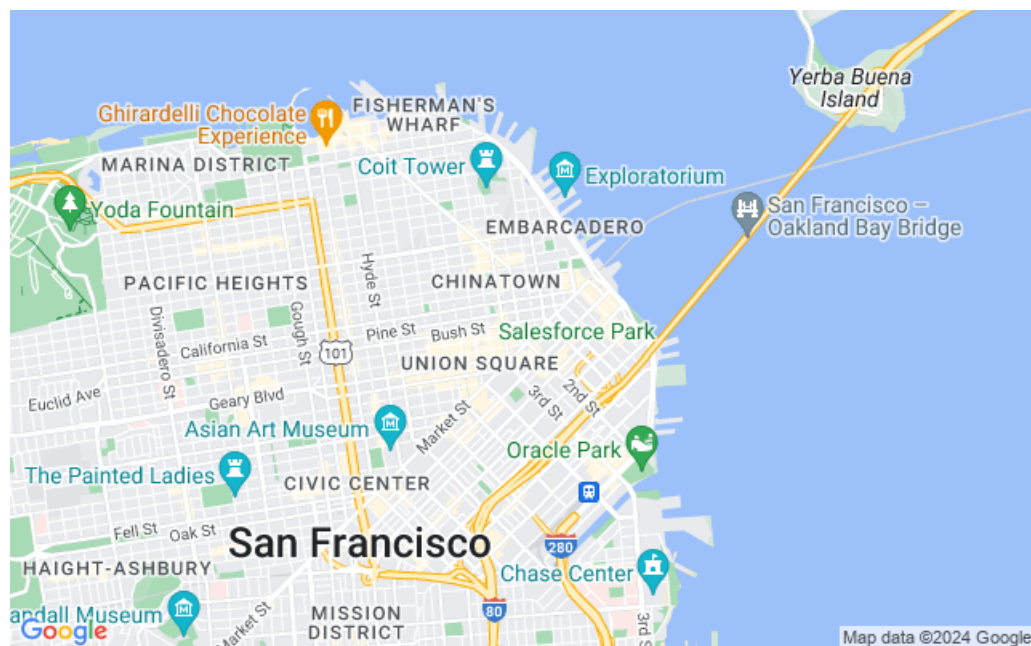 Yerba Buena
Island
Ghirardelli Chocolate
Experience
FISHERMAN'S
WHARF
MARINA DISTRICT
Coit Tower
Exploratorium
Yoda Fountain
San Francisco –
Oakland Bay Bridge
EMBARCADERO
PACIFIC HEIGHTS
Hyde St
CHINATOWN
Divisadero St
Gough St
California St
Pine St
Bush St
Salesforce Park
101
UNION SQUARE
Euclid Ave
Geary Blvd
3rd St
2nd St
Asian Art Museum
Market St
Oracle Park
The Painted Ladies
CIVIC CENTER
Fell St
Oak St
San Francisco
280
HAIGHT-ASHBURY
Chase Center
andall Museum
Market St
MISSION
DISTRICT
80
3rd St
Google
Map data ©2024 Google